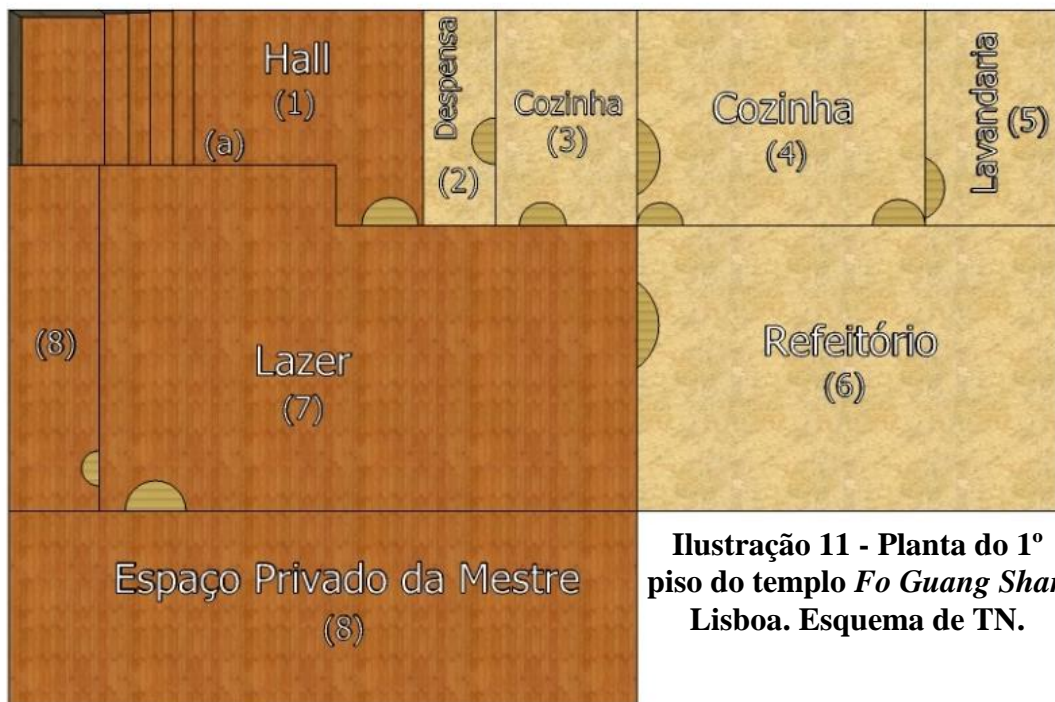 Hall
(1)
(a)
Despensa
(2)
Cozinha
(3)
Cozinha
(4)
Lavandaria
(5)
(8)
Lazer
(7)
Refeitório
(6)
Espaço Privado da Mestre
(8)
Ilustração 11 - Planta do 1º
piso do templo Fo Guang Shan
Lisboa. Esquema de TN.